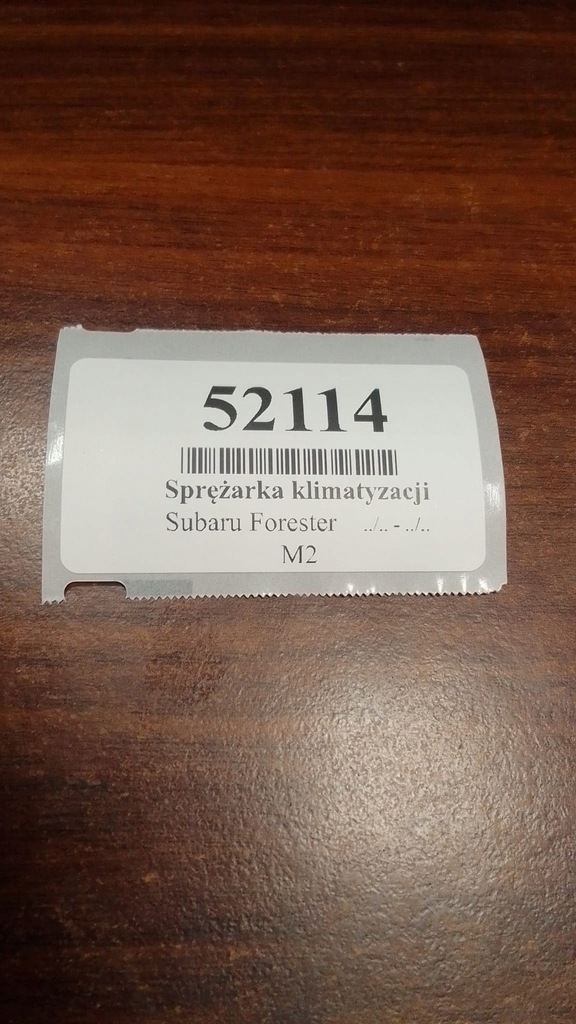 52114
Sprężarka klimatyzacji
Subaru Forester ../.. - ../..
M2